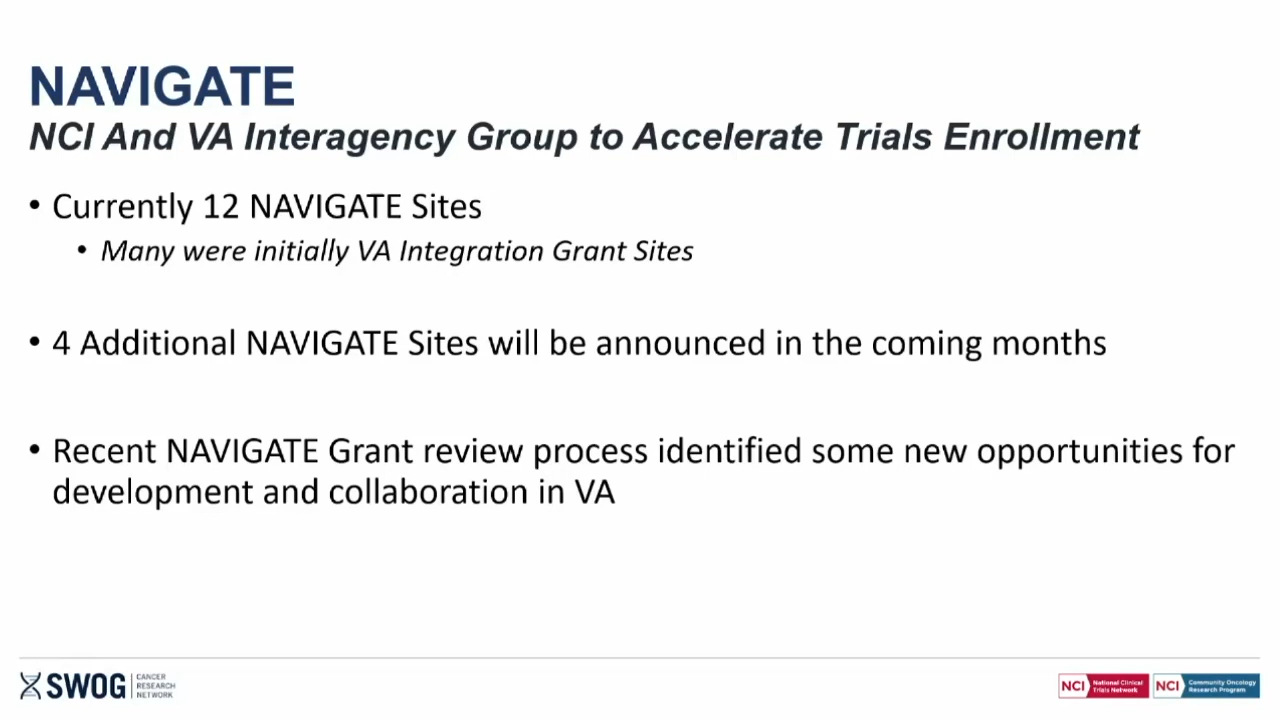 NAVIGATE
NCI And VA Interagency Group to Accelerate Trials Enrollment
• Currently 12 NAVIGATE Sites
• Many were initially VA Integration Grant Sites
• 4 Additional NAVIGATE Sites will be announced in the coming months
• Recent NAVIGATE Grant review process identified some new opportunities for
development and collaboration in VA
SWOG
CANCER
RESEARCH
NETWORK
NCI
National Clinical
Trials Network
NCI
Community Oncology
Research Program